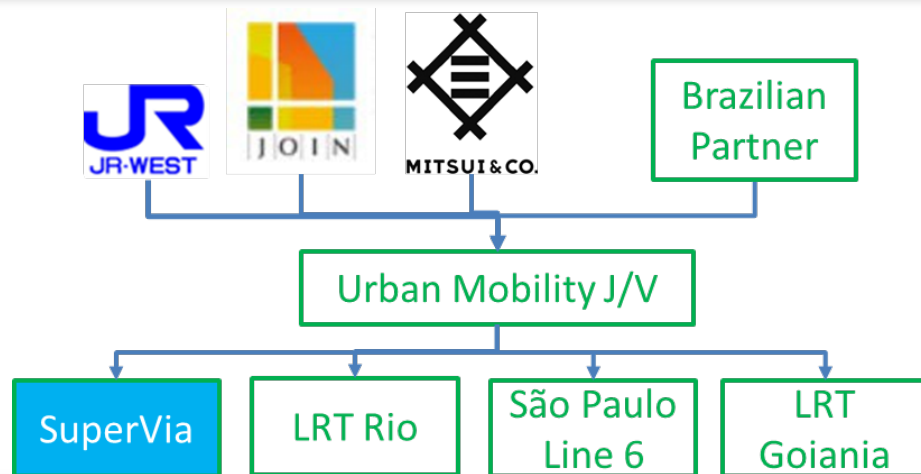 JR
JR-WEST
JOIN
MITSUI & CO.
Brazilian
Partner
Urban Mobility J/V
SuperVia
LRT Rio
São Paulo
Line 6
LRT
Goiania